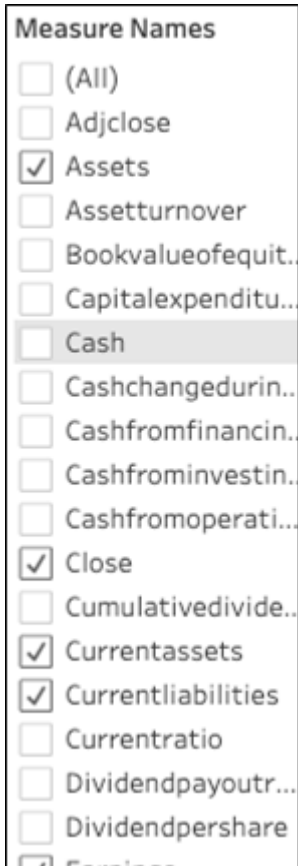 Measure Names
(All)
Adjclose
Assets
Assetturnover
Bookvalueofequit..
Capitalexpenditu...
Cash
Cashchangedurin..
Cashfromfinancin..
Cashfrominvestin..
Cashfromoperati...
Close
Cumulativedivide..
Currentassets
Currentliabilities
Currentratio
Dividendpayoutr...
Dividendpershare